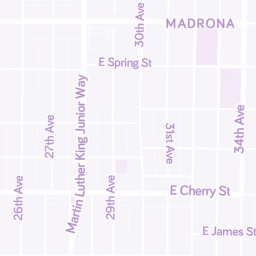 MADRONA
30th Ave
E Spring St
Martin Luther King Junior Way
27th Ave
31st Ave
34th Ave
26th Ave
29th Ave
E Cherry St
E James St